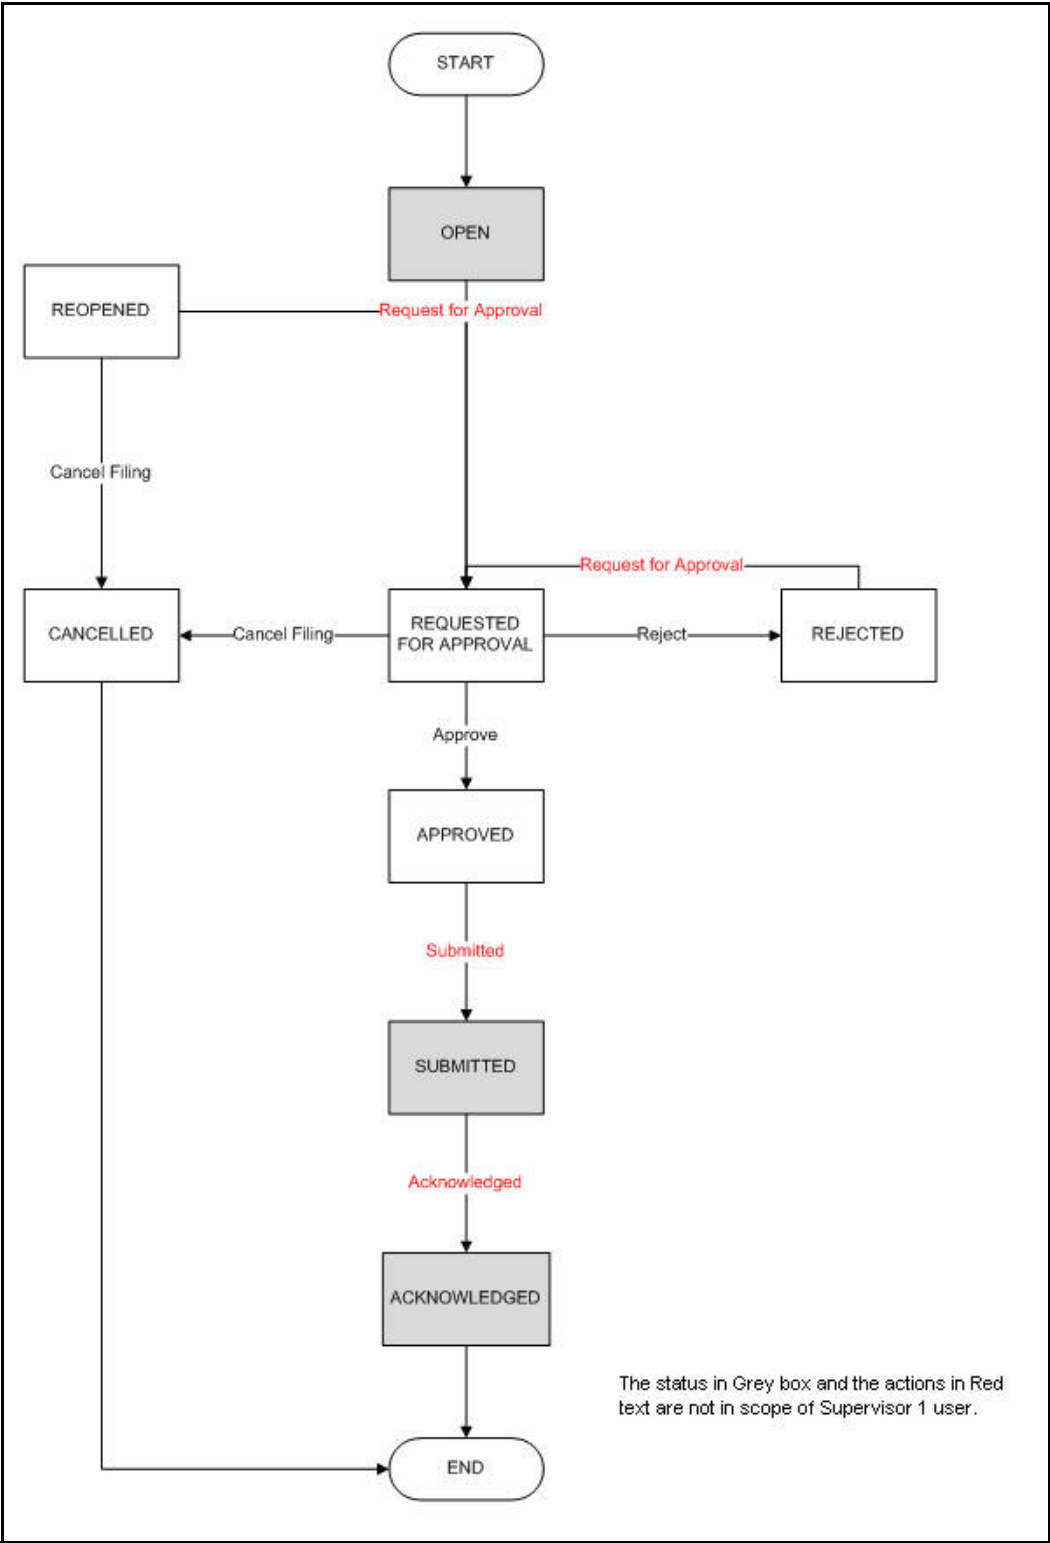 START
OPEN
REOPENED
Request for Approval
Cancel Filing
Request for Approval
CANCELLED
Cancel Filing
REQUESTED
FOR APPROVAL
Reject
REJECTED
Approve
APPROVED
Submitted
SUBMITTED
Acknowledged
ACKNOWLEDGED
The status in Grey box and the actions in Red
text are not in scope of Supervisor 1 user.
END